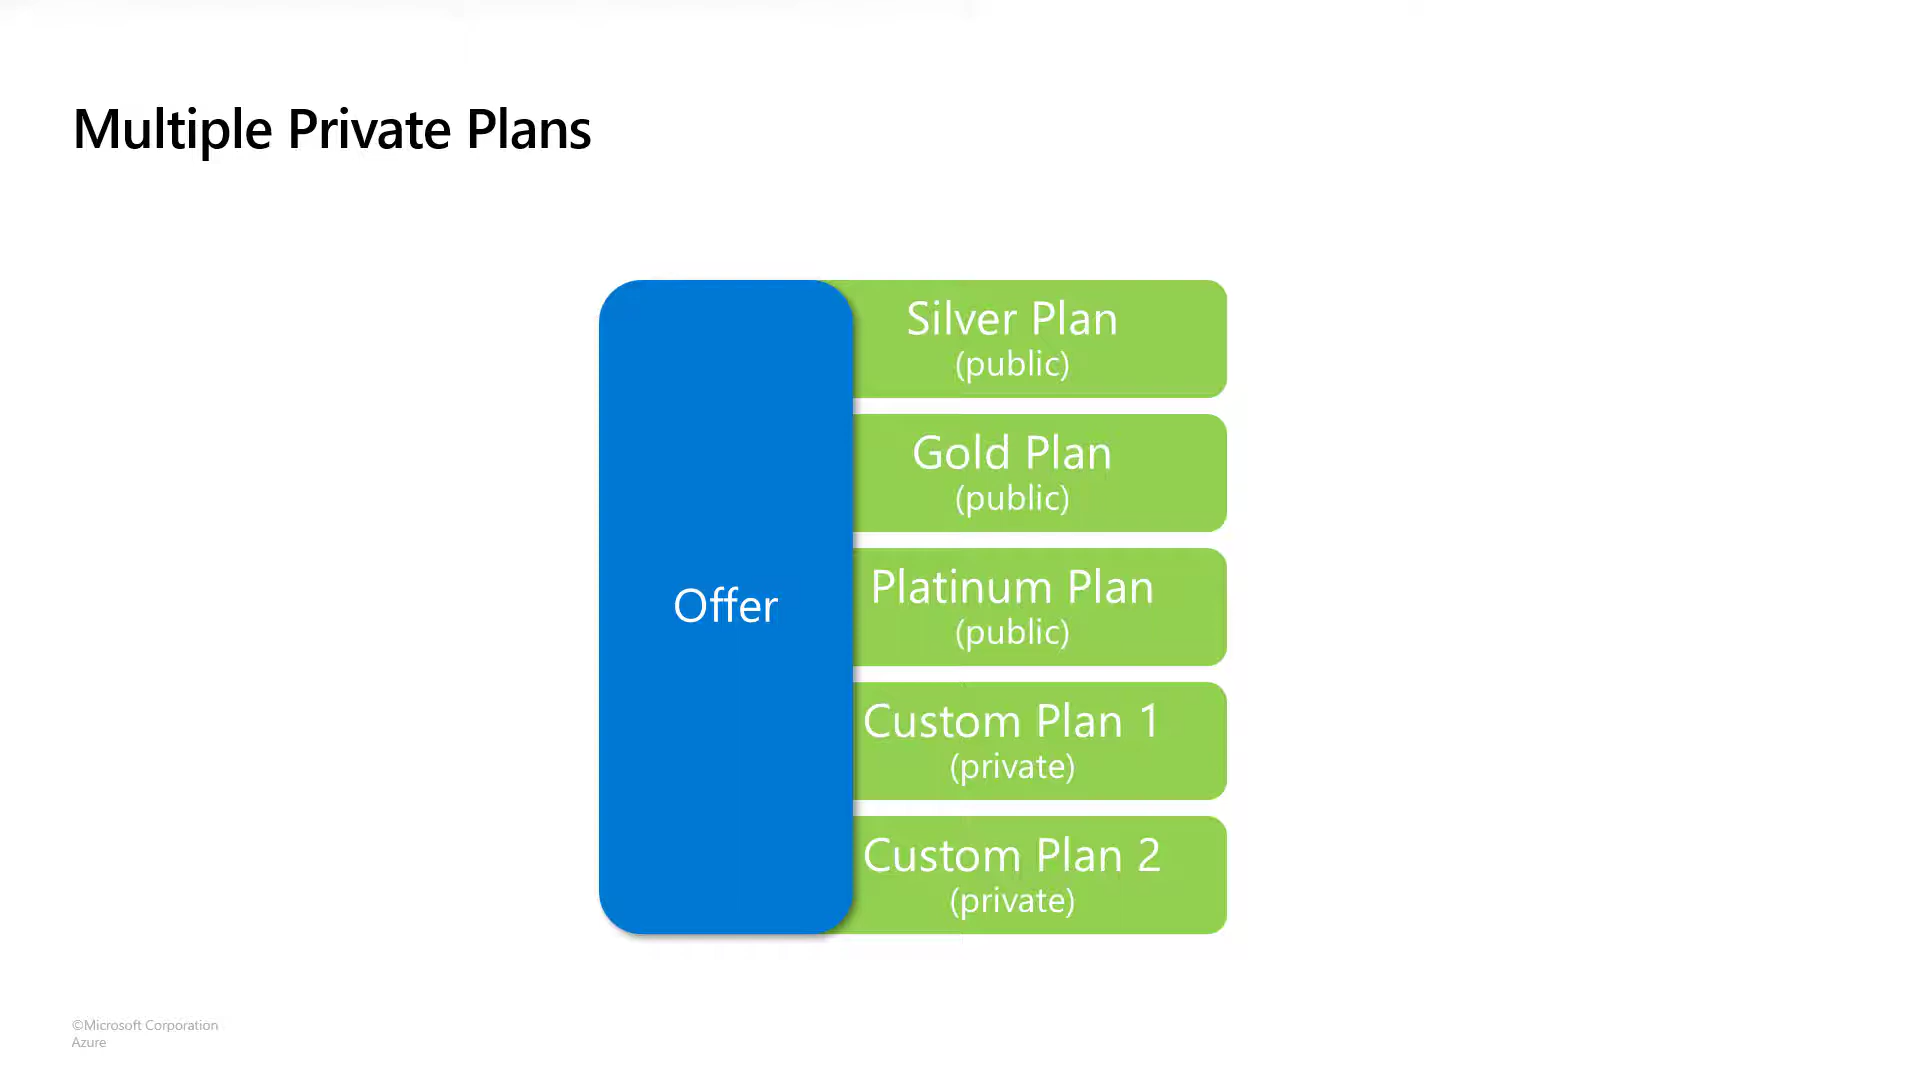 Multiple Private Plans
Offer
Silver Plan
(public)
Gold Plan
(public)
Platinum Plan
(public)
Custom Plan 1
(private)
Custom Plan 2
(private)
©Microsoft Corporation
Azure